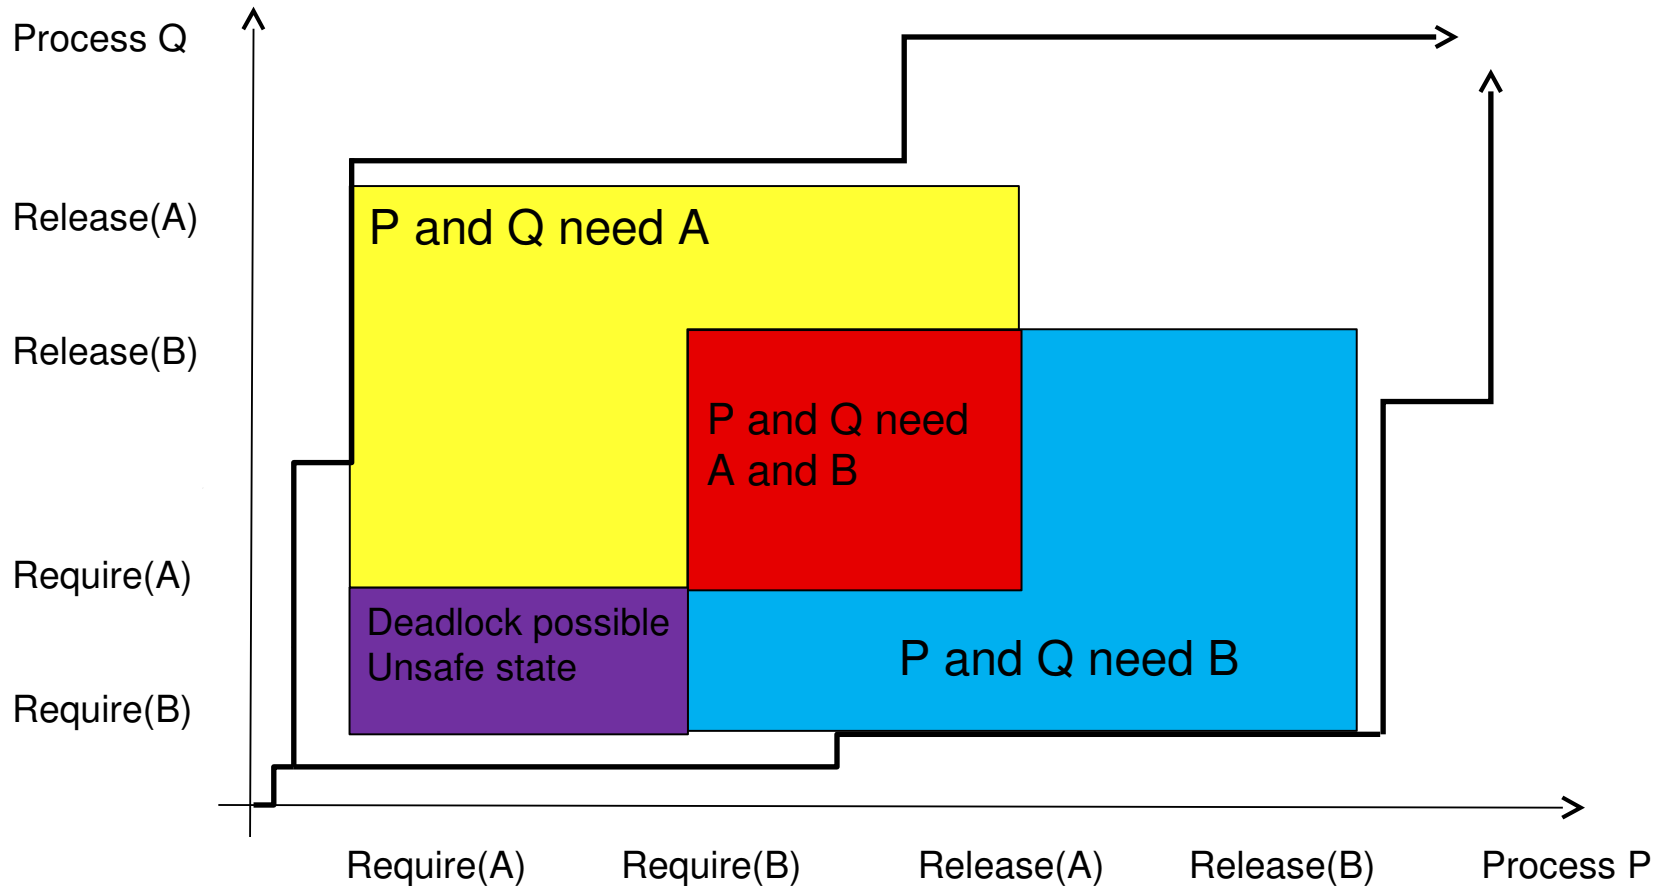 Process Q
Release(A)
P and Q need A
Release(B)
P and Q need
A and B
Require(A)
Deadlock possible
Unsafe state
P and Q need B
Require(B)
Require(A)
Require(B)
Release(A)
Release(B)
Process P